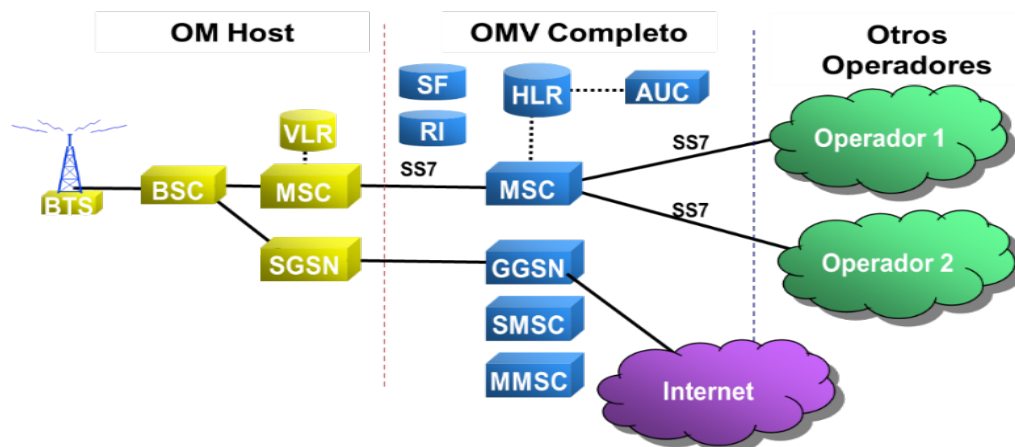 OM Host
OMV Completo
Otros
Operadores
SF
HLR
AUC
RI
VLR
Operador 1
SS7
BTS
BSC
MSC
SS7
MSC
SS7
SGSN
GGSN
Operador 2
SMSC
MMSC
Internet